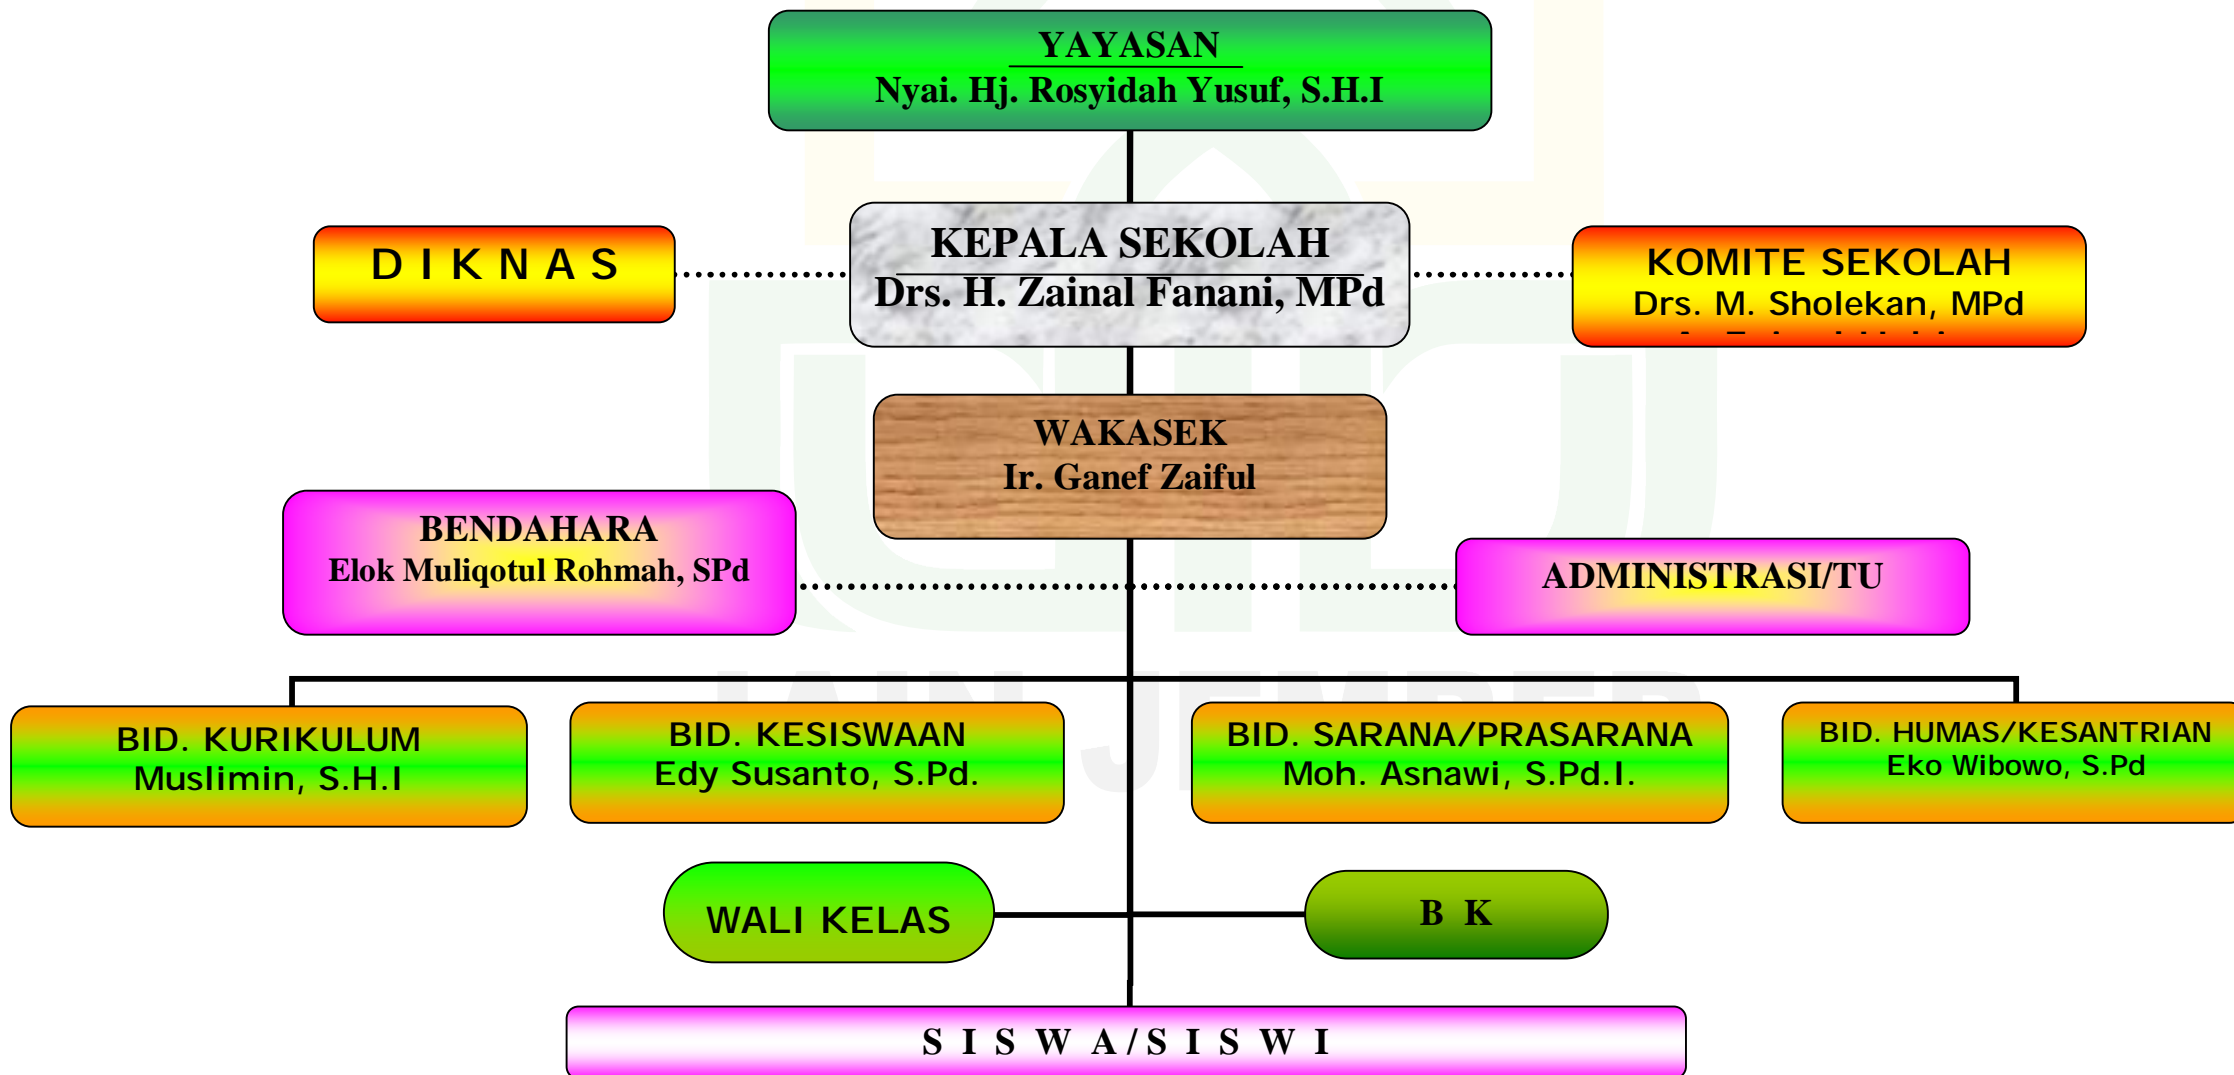 YAYASAN
Nyai. Hj. Rosyidah Yusuf, S.H.I
D I K N A S
KEPALA SEKOLAH
Drs. H. Zainal Fanani, MPd
KOMITE SEKOLAH
Drs. M. Sholekan, MPd
WAKASEK
Ir. Ganef Zaiful
BENDAHARA
Elok Muliqotul Rohmah, SPd
ADMINISTRASI/TU
BID. KURIKULUM
Muslimin, S.H.I
BID. KESISWAAN
Edy Susanto, S.Pd.
BID. SARANA/PRASARANA
Moh. Asnawi, S.Pd.I.
BID. HUMAS/KESANTRIAN
Eko Wibowo, S.Pd
IAIN JEMBER
WALI KELAS
B K
S I S W A / S I S W I